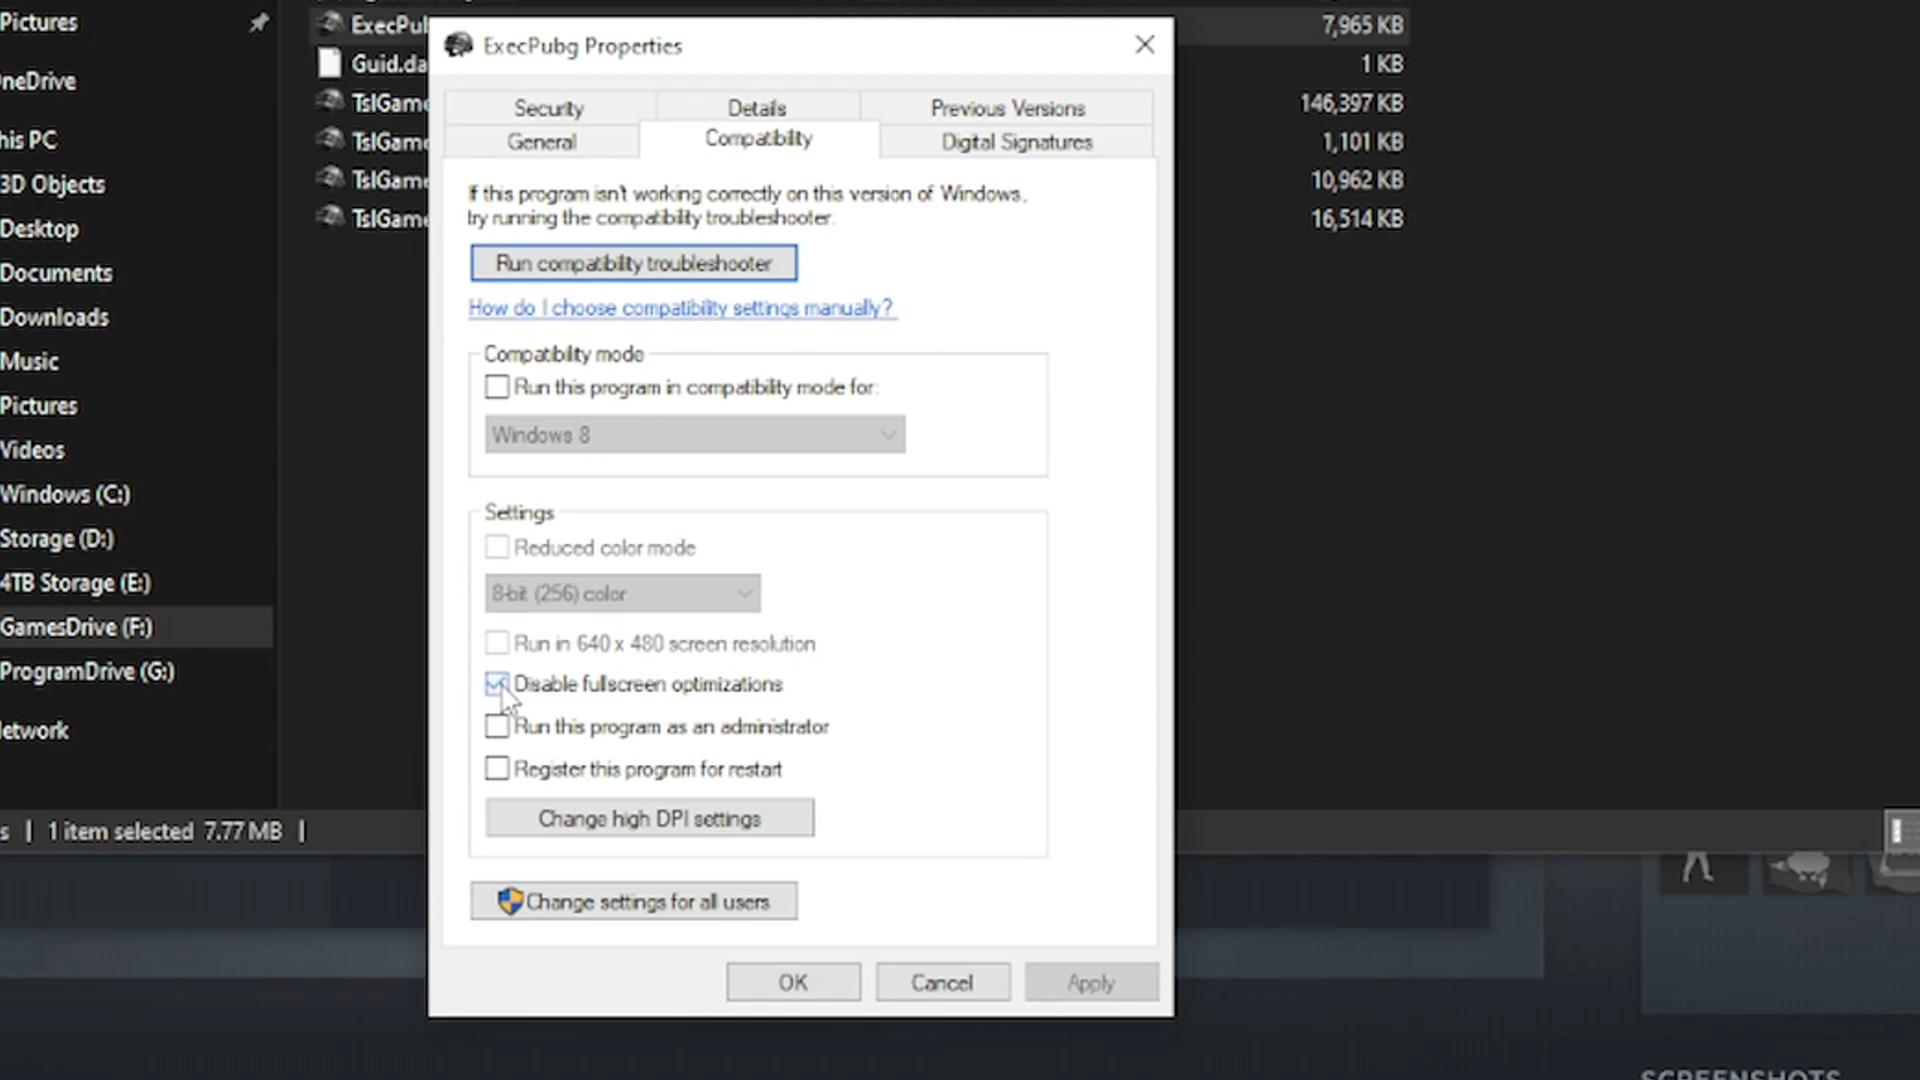 Pictures
neDrive
his PC
3D Objects
Desktop
Documents
Downloads
Music
Pictures
Videos
Windows (C:)
Storage (D:)
4TB Storage (E:)
GamesDrive (F:)
ProgramDrive (G:)
etwork
s | 1 item selected 7.77 MB |
ExecPub 7,965 KB
Guid.da 1 KB
TslGame 146,397 KB
TslGame 1,101 KB
TslGame 10,962 KB
TslGame 16,514 KB
ExecPubg Properties
Security Details Previous Versions
General Compatibility Digital Signatures
If this program isn't working correctly on this version of Windows,
try running the compatibility troubleshooter.
Run compatibility troubleshooter
How do I choose compatibility settings manually?
Compatibility mode
Run this program in compatibility mode for:
Windows 8
Settings
Reduced color mode
8-bit (256) color
Run in 640 x 480 screen resolution
Disable fullscreen optimizations
Run this program as an administrator
Register this program for restart
Change high DPI settings
Change settings for all users
OK Cancel Apply
SCREENSHOTS